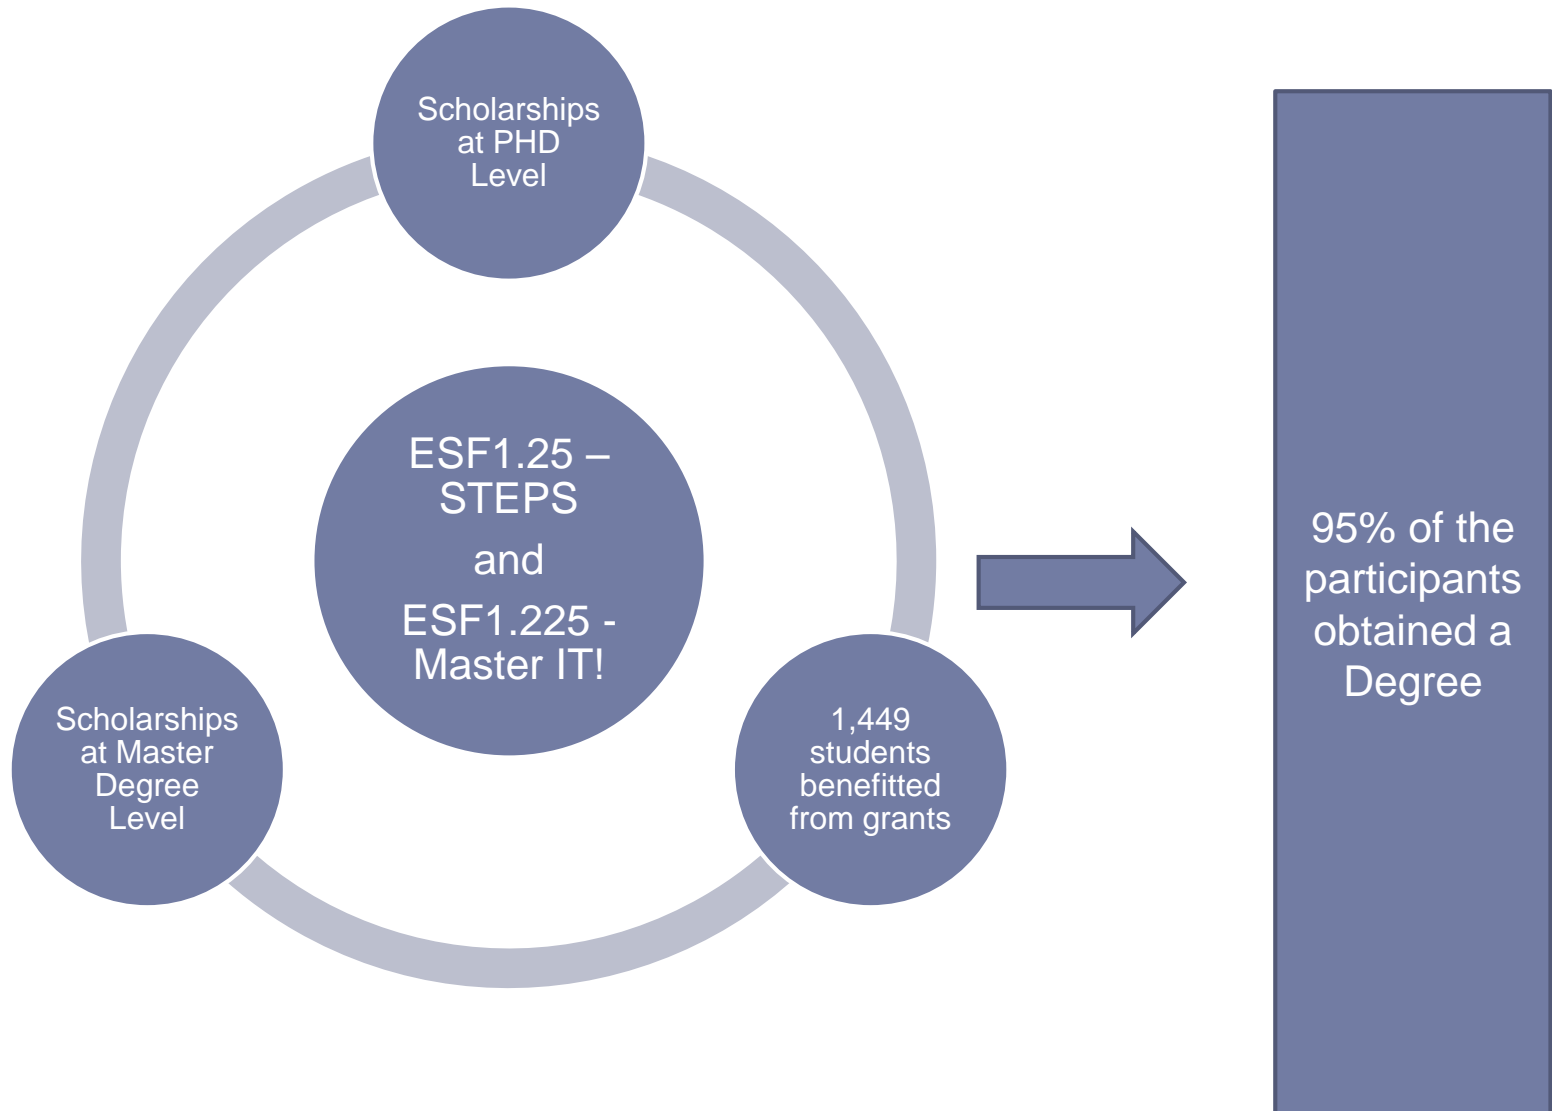 Scholarships
at PHD
Level
ESF1.25 –
STEPS
and
ESF1.225 -
Master IT!
Scholarships
at Master
Degree
Level
1,449
students
benefitted
from grants
95% of the
participants
obtained a
Degree